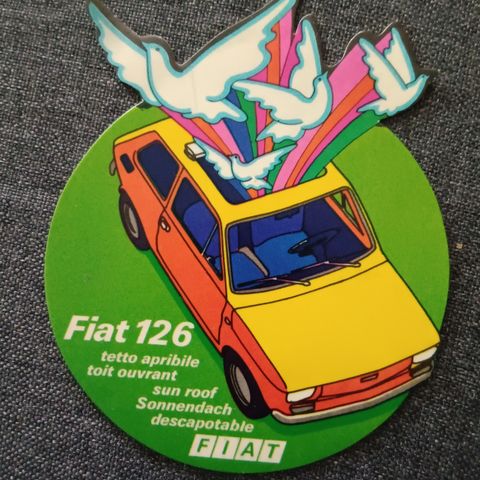 Fiat 126
tetto apribile
toit ouvrant
sun roof
Sonnendach
descapotable
FIAT